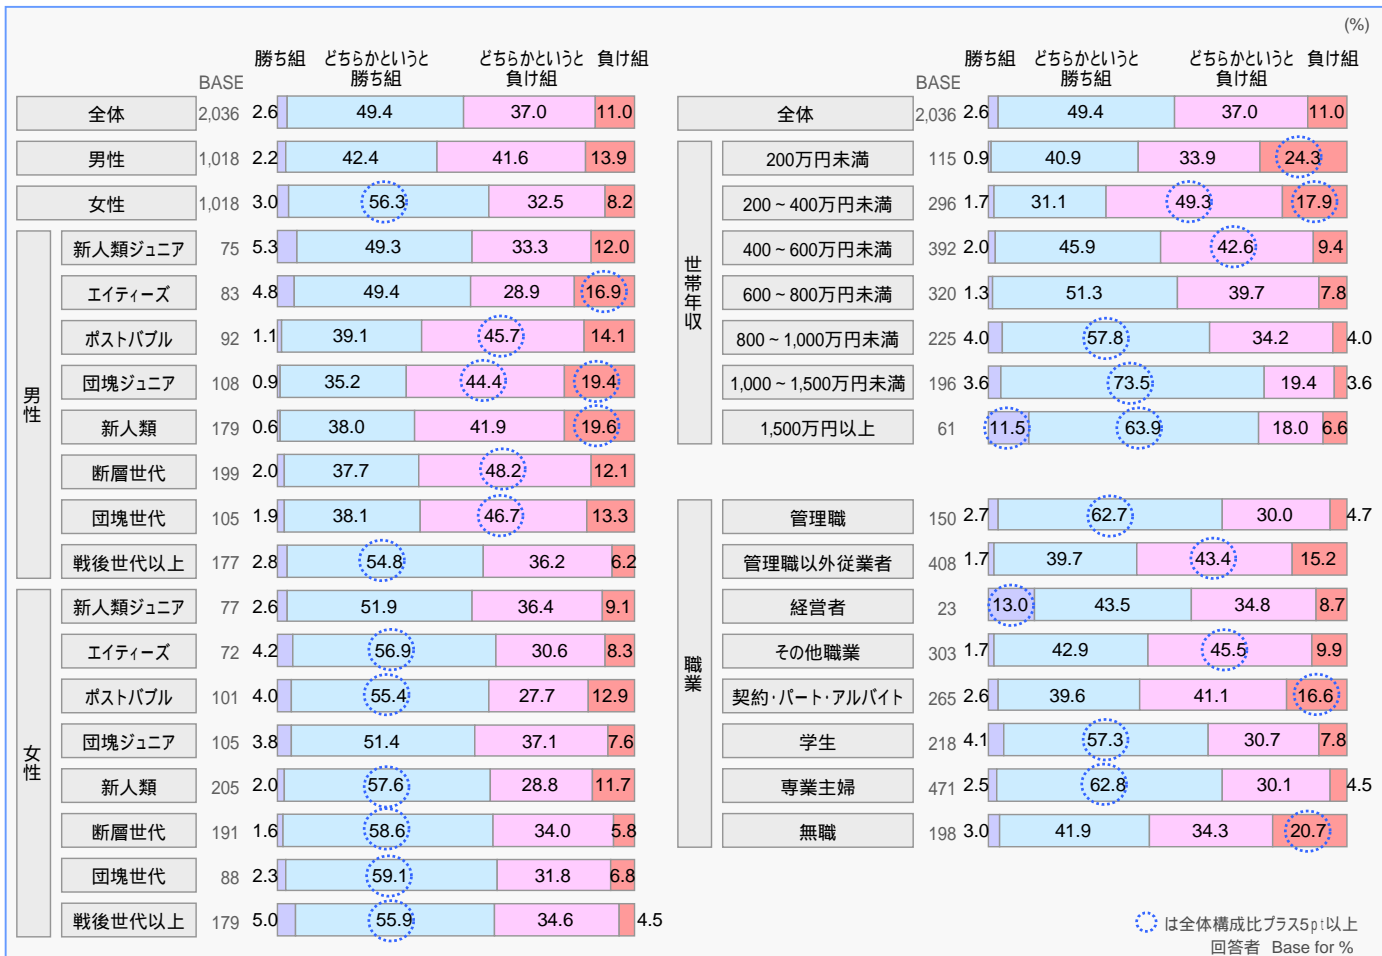 (%)
勝ち組 どちらかというと勝ち組 どちらかというと負け組 負け組
BASE
全体 2,036 2.6 49.4 37.0 11.0
男性 1,018 2.2 42.4 41.6 13.9
女性 1,018 3.0 56.3 32.5 8.2
男性
新人類ジュニア 75 5.3 49.3 33.3 12.0
エイティーズ 83 4.8 49.4 28.9 16.9
ポストバブル 92 1.1 39.1 45.7 14.1
団塊ジュニア 108 0.9 35.2 44.4 19.4
新人類 179 0.6 38.0 41.9 19.6
断層世代 199 2.0 37.7 48.2 12.1
団塊世代 105 1.9 38.1 46.7 13.3
戦後世代以上 177 2.8 54.8 36.2 6.2
女性
新人類ジュニア 77 2.6 51.9 36.4 9.1
エイティーズ 72 4.2 56.9 30.6 8.3
ポストバブル 101 4.0 55.4 27.7 12.9
団塊ジュニア 105 3.8 51.4 37.1 7.6
新人類 205 2.0 57.6 28.8 11.7
断層世代 191 1.6 58.6 34.0 5.8
団塊世代 88 2.3 59.1 31.8 6.8
戦後世代以上 179 5.0 55.9 34.6 4.5
勝ち組 どちらかというと勝ち組 どちらかというと負け組 負け組
BASE
全体 2,036 2.6 49.4 37.0 11.0
世帯年収
200万円未満 115 0.9 40.9 33.9 24.3
200～400万円未満 296 1.7 31.1 49.3 17.9
400～600万円未満 392 2.0 45.9 42.6 9.4
600～800万円未満 320 1.3 51.3 39.7 7.8
800～1,000万円未満 225 4.0 57.8 34.2 4.0
1,000～1,500万円未満 196 3.6 73.5 19.4 3.6
1,500万円以上 61 11.5 63.9 18.0 6.6
職業
管理職 150 2.7 62.7 30.0 4.7
管理職以外従業者 408 1.7 39.7 43.4 15.2
経営者 23 13.0 43.5 34.8 8.7
その他職業 303 1.7 42.9 45.5 9.9
契約・パート・アルバイト 265 2.6 39.6 41.1 16.6
学生 218 4.1 57.3 30.7 7.8
専業主婦 471 2.5 62.8 30.1 4.5
無職 198 3.0 41.9 34.3 20.7
は全体構成比プラス5pt以上
回答者 Base for %